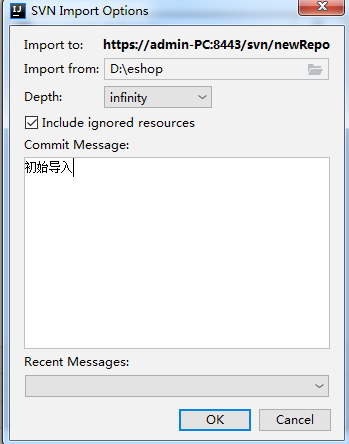 SVN Import Options
Import to: https://admin-PC:8443/svn/newRepo
Import from: D:\eshop
Depth: infinity
Include ignored resources
Commit Message:
初始导入
Recent Messages:
OK Cancel